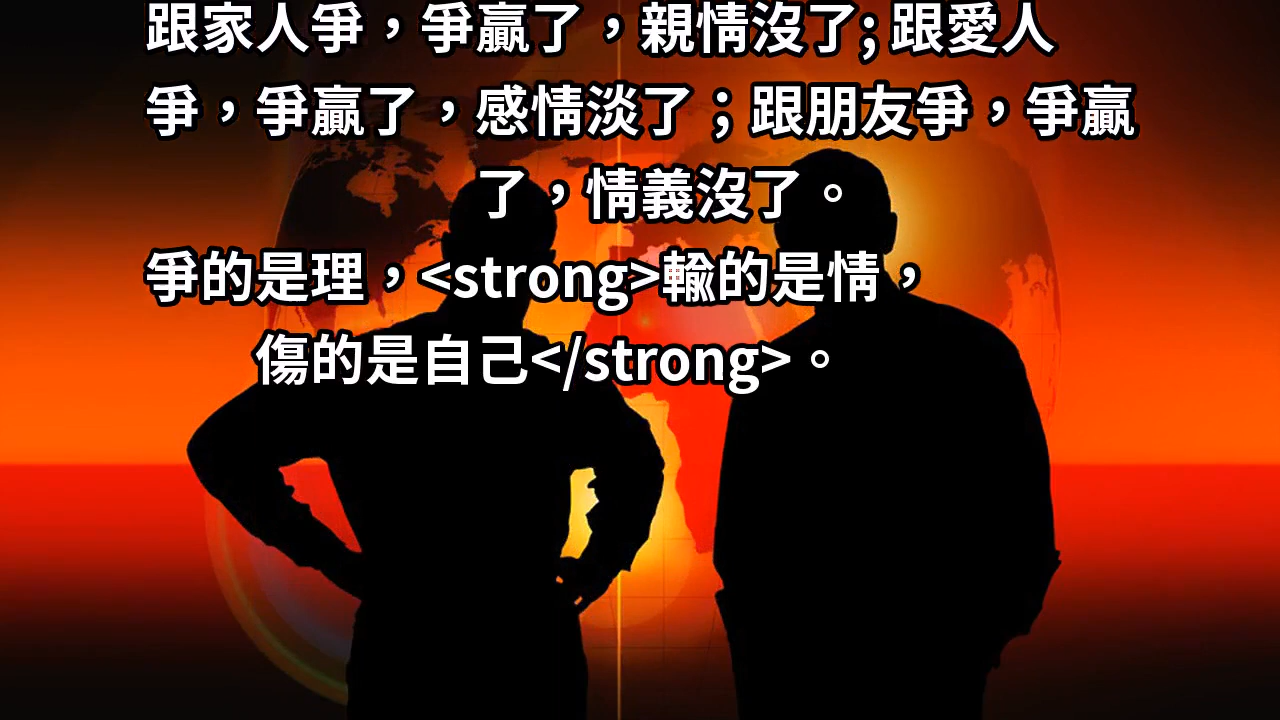 跟家人爭，爭贏了，親情沒了; 跟愛人
爭，爭贏了，感情淡了；跟朋友爭，爭贏
了，情義沒了。
爭的是理，<strong>輸的是情，
傷的是自己</strong>。